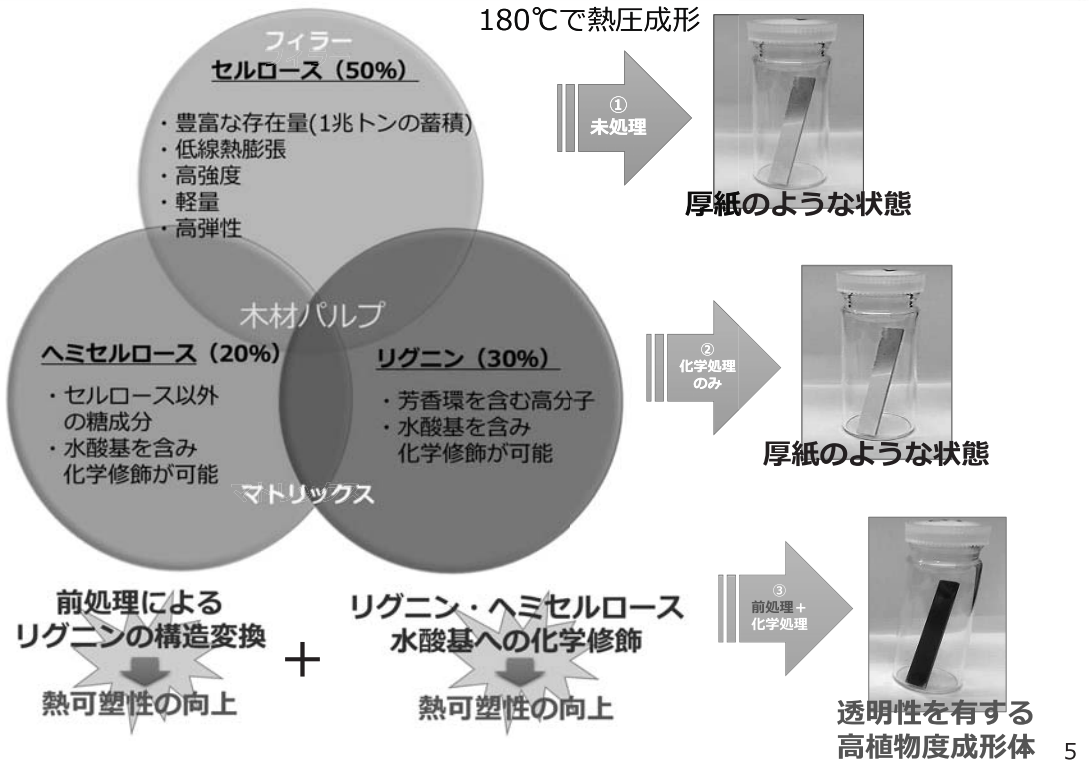 フィラー
セルロース（50%）
・豊富な存在量(1兆トンの蓄積)
・低線熱膨張
・高強度
・軽量
・高弾性
木材パルプ
ヘミセルロース（20%）
・セルロース以外
の糖成分
・水酸基を含み
化学修飾が可能
リグニン（30%）
・芳香環を含む高分子
・水酸基を含み
化学修飾が可能
マトリックス
前処理による
リグニンの構造変換
熱可塑性の向上
＋
リグニン・ヘミセルロース
水酸基への化学修飾
熱可塑性の向上
180℃で熱圧成形
①
未処理
厚紙のような状態
②
化学処理
のみ
厚紙のような状態
③
前処理＋
化学処理
透明性を有する
高植物度成形体
5